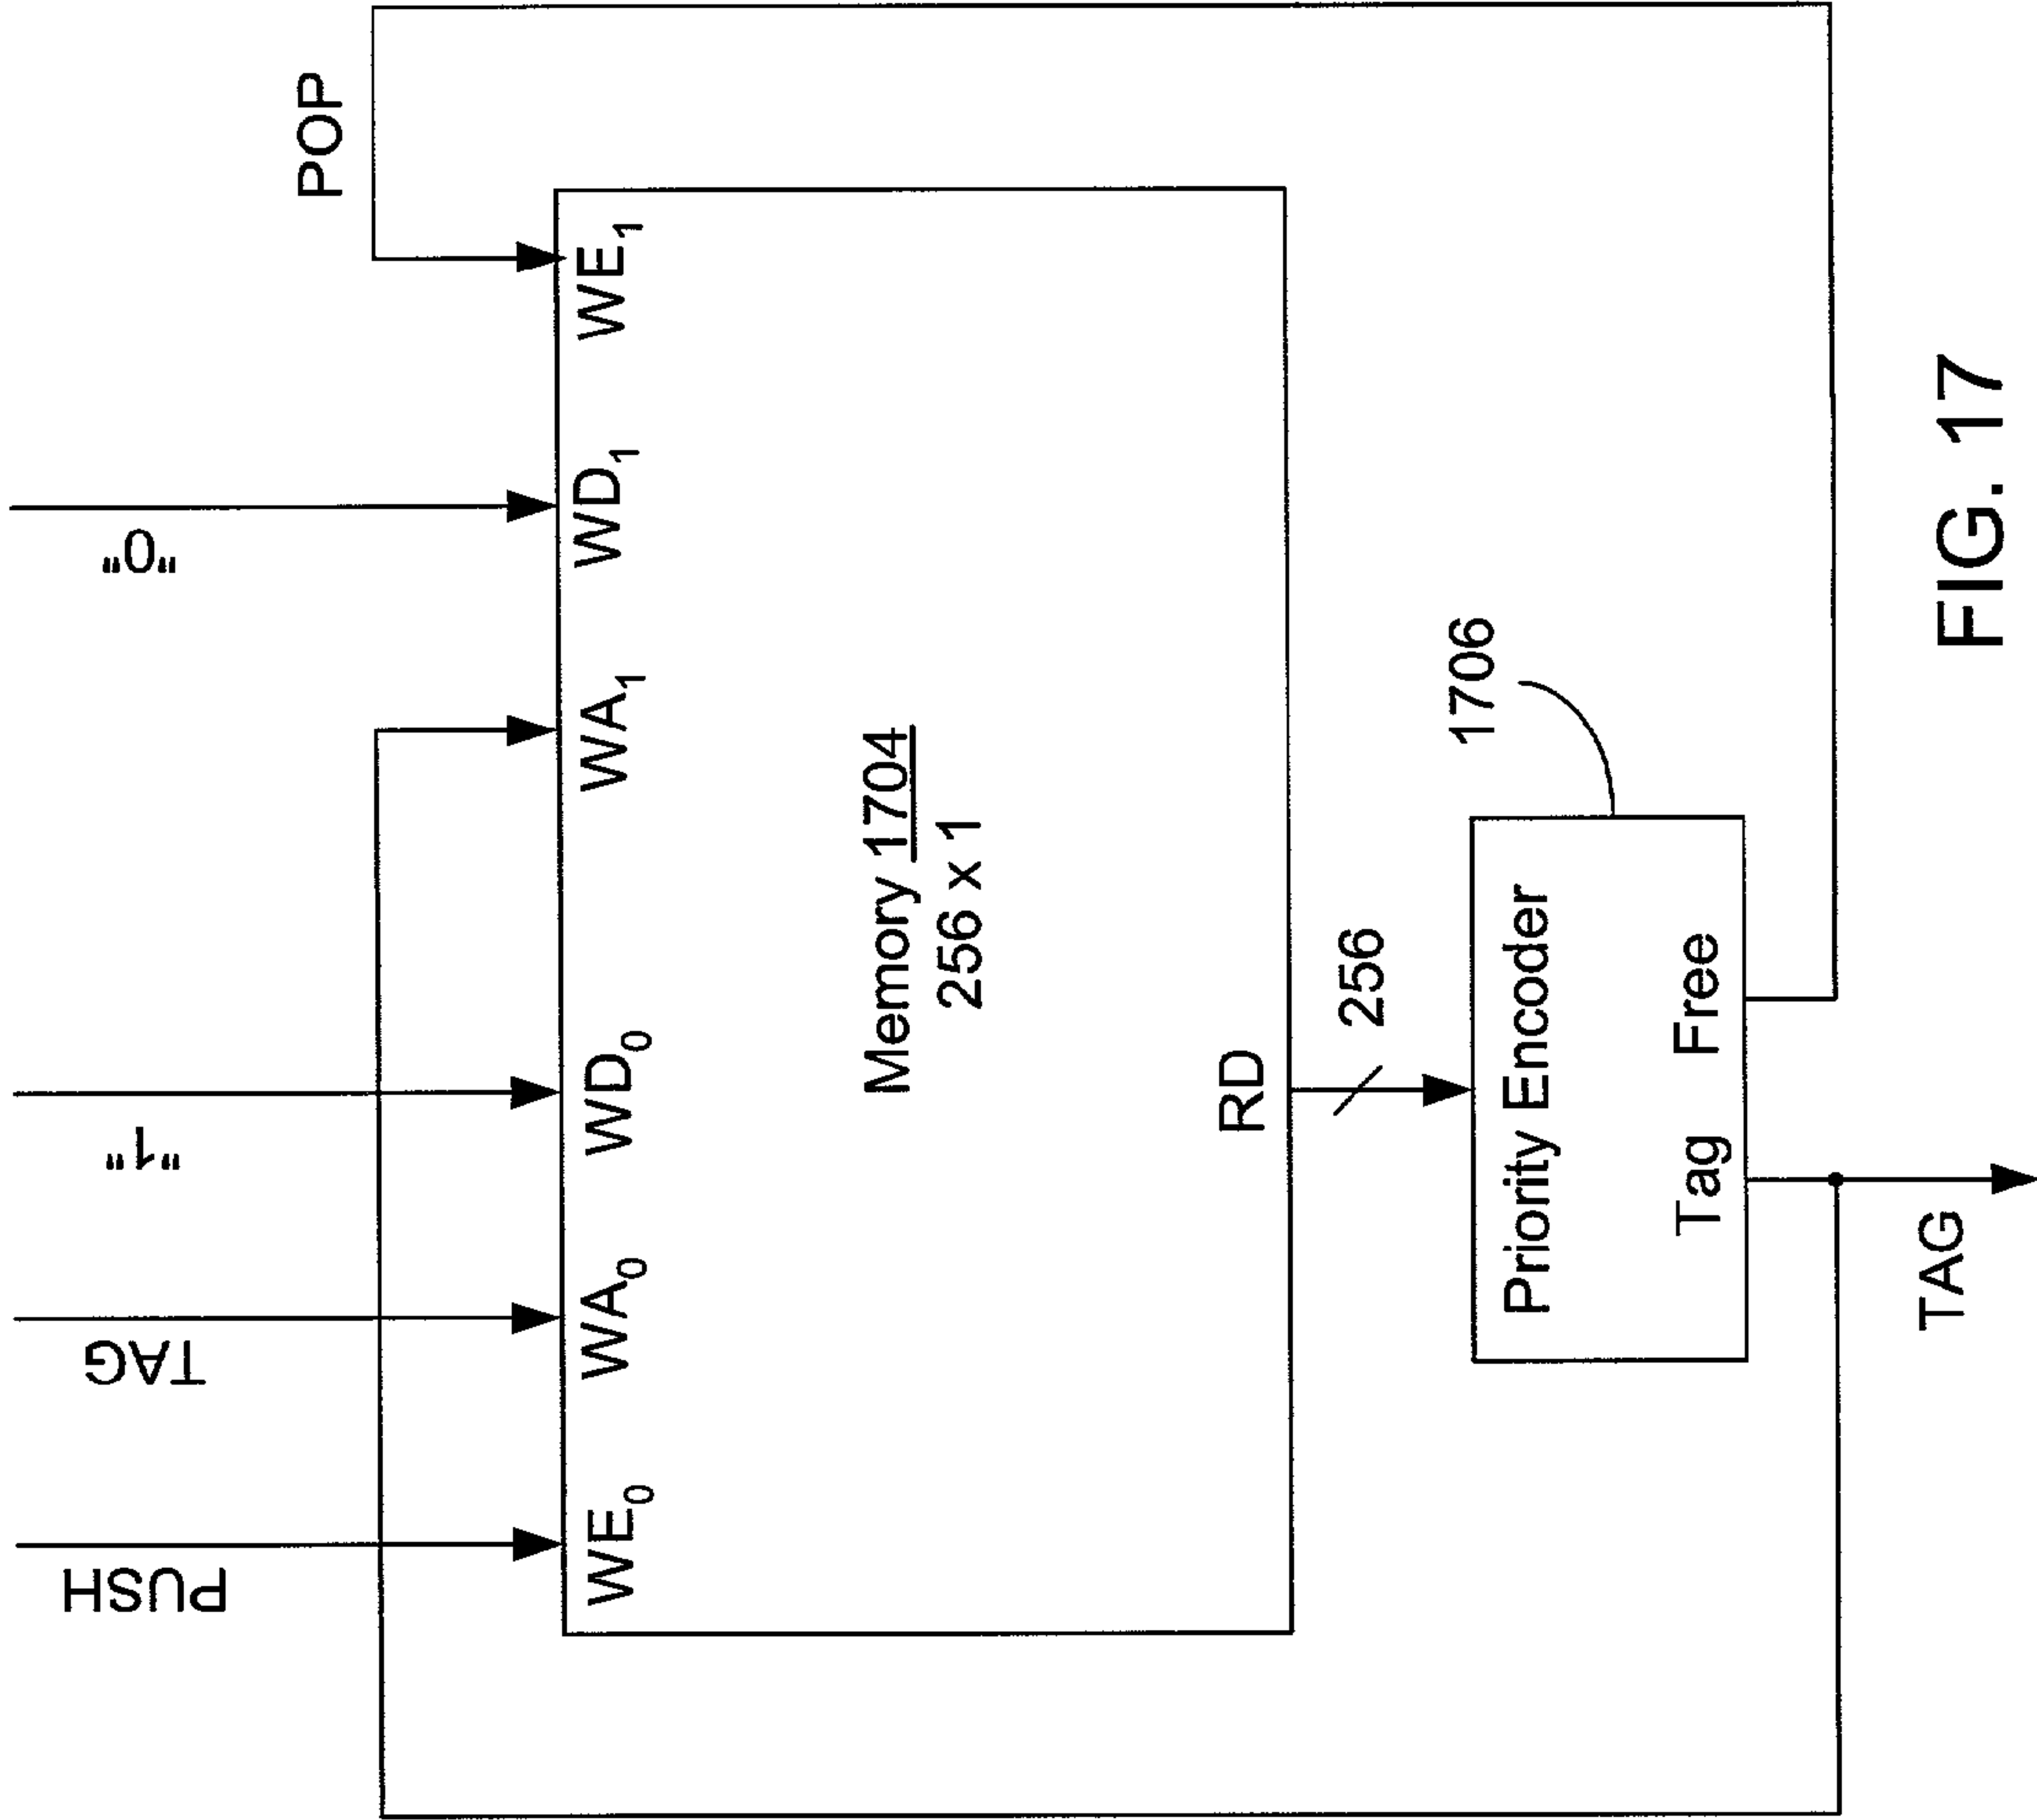 PUSH
TAG
"1"
"0"
POP
WE0
WA0
WD0
WA1
WD1
WE1
Memory 1704
256 x 1
RD
256
1706
Priority Encoder
Tag
Free
TAG
FIG. 17